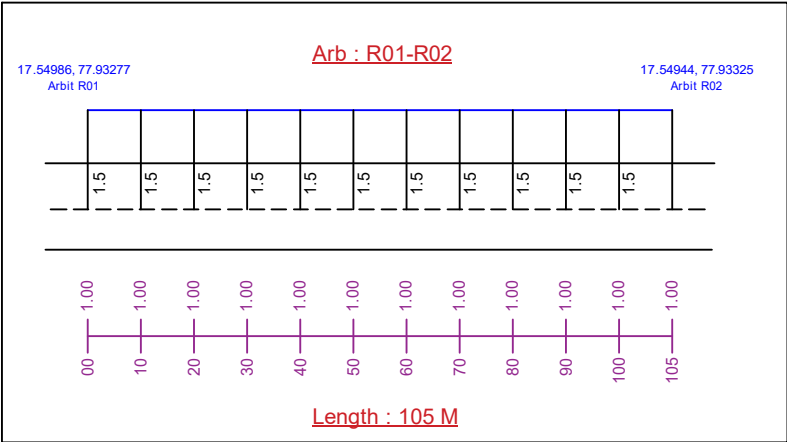 Arb : R01-R02
17.54986, 77.93277
Arbit R01
17.54944, 77.93325
Arbit R02
1.5 1.5 1.5 1.5 1.5 1.5 1.5 1.5 1.5 1.5 1.5
1.00 1.00 1.00 1.00 1.00 1.00 1.00 1.00 1.00 1.00 1.00 1.00
00 10 20 30 40 50 60 70 80 90 100 105
Length : 105 M